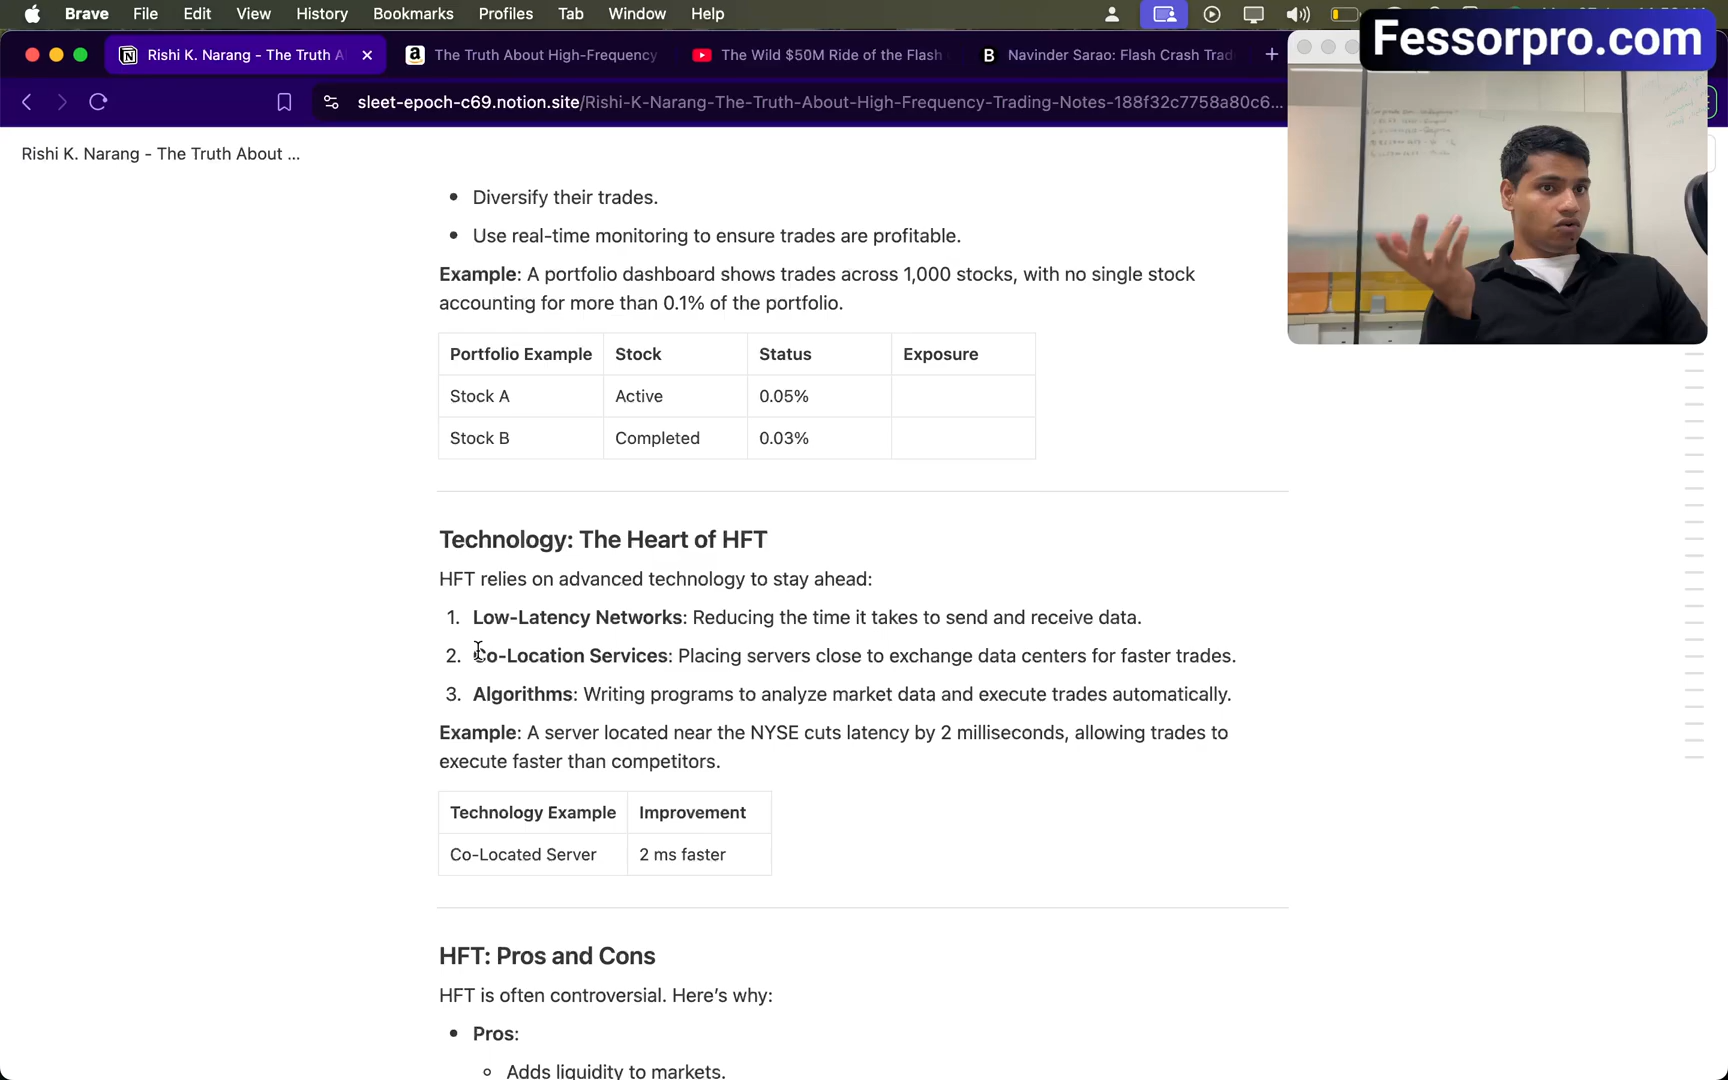 Brave File Edit View History Bookmarks Profiles Tab Window Help
Fessorpro.com
Rishi K. Narang - The Truth A
The Truth About High-Frequency
The Wild $50M Ride of the Flash
Navinder Sarao: Flash Crash Trad
sleet-epoch-c69.notion.site/Rishi-K-Narang-The-Truth-About-High-Frequency-Trading-Notes-188f32c7758a80c6...
Rishi K. Narang - The Truth About ...
• Diversify their trades.
• Use real-time monitoring to ensure trades are profitable.
Example: A portfolio dashboard shows trades across 1,000 stocks, with no single stock
accounting for more than 0.1% of the portfolio.
Portfolio Example Stock Status Exposure
Stock A Active 0.05%
Stock B Completed 0.03%
Technology: The Heart of HFT
HFT relies on advanced technology to stay ahead:
1. Low-Latency Networks: Reducing the time it takes to send and receive data.
2. Co-Location Services: Placing servers close to exchange data centers for faster trades.
3. Algorithms: Writing programs to analyze market data and execute trades automatically.
Example: A server located near the NYSE cuts latency by 2 milliseconds, allowing trades to
execute faster than competitors.
Technology Example Improvement
Co-Located Server 2 ms faster
HFT: Pros and Cons
HFT is often controversial. Here’s why:
• Pros:
◦ Adds liquidity to markets.